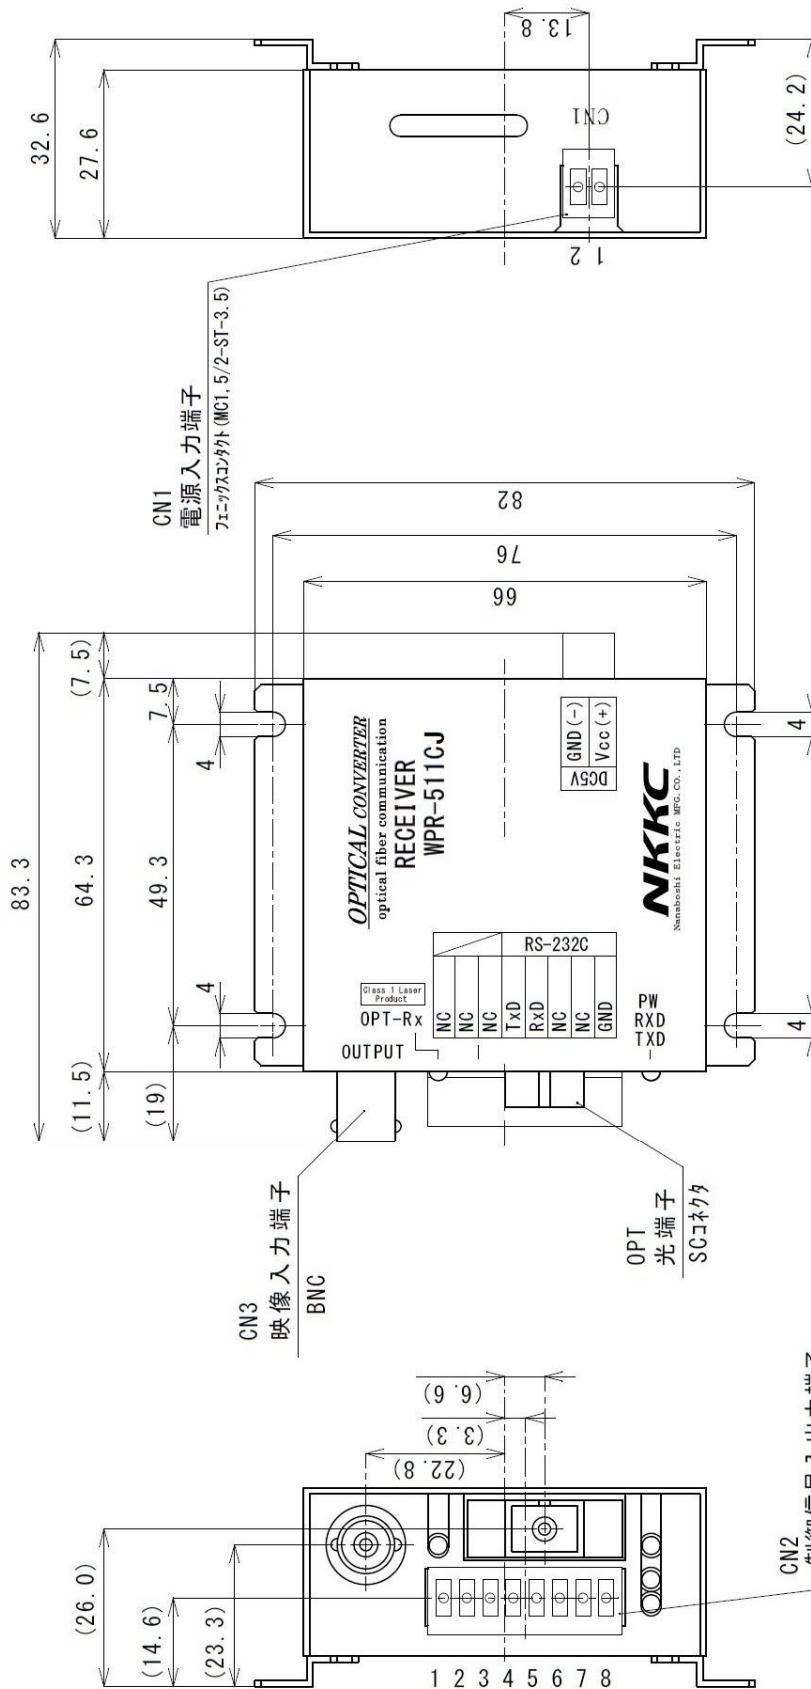 32.6
27.6
13.8
CN1
(24.2)
1 2
CN1
電源入力端子
フェニックスコンタクト(MC1,5/2-ST-3.5)
82
76
66
83.3
(7.5)
64.3
7.5
49.3
4
4
(11.5)
(19)
4
4
OPTICAL CONVERTER
optical fiber communication
RECEIVER
WPR-511CJ
DC5V
GND(-)
Vcc(+)
NKKC
Nanaboshi Electric MFG.CO.,LTD
Class 1 Laser
Product
OPT-Rx
OUTPUT
RS-232C
NC
NC
NC
TxD
RxD
NC
NC
GND
PW
RXD
TXD
CN3
映像入力端子
BNC
OPT
光端子
SCコネクタ
(6.6)
(3.3)
(22.8)
(26.0)
(14.6)
(23.3)
1 2 3 4 5 6 7 8
CN2